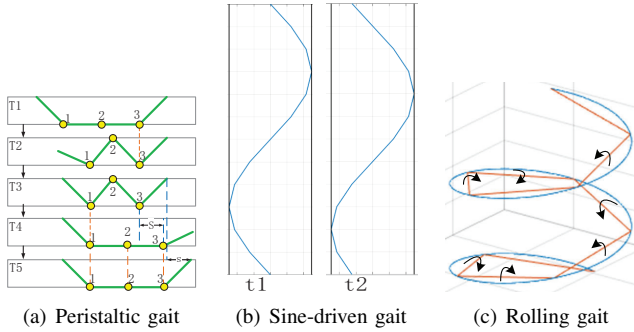 T1
1
2
3
T2
1
2
3
T3
1
2
3
T4
1
2
3
S
T5
1
2
3
s
t1
t2
(a) Peristaltic gait
(b) Sine-driven gait
(c) Rolling gait